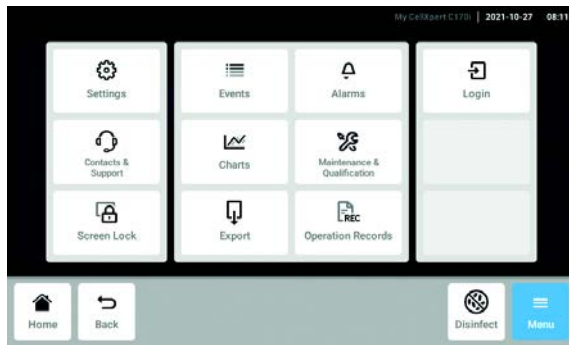 My CellXpert C170i | 2021-10-27 08:11
Settings
Events
Alarms
Login
Contacts &
Support
Charts
Maintenance &
Qualification
Screen Lock
Export
REC
Operation Records
Home
Back
Disinfect
Menu